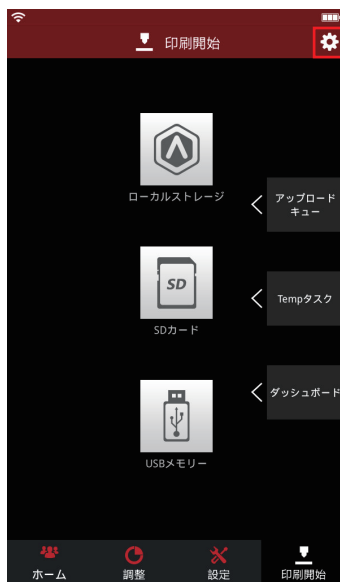 印刷開始
ローカルストレージ
アップロード
キュー
SD
Tempタスク
SDカード
ダッシュボード
USBメモリー
ホーム
調整
設定
印刷開始